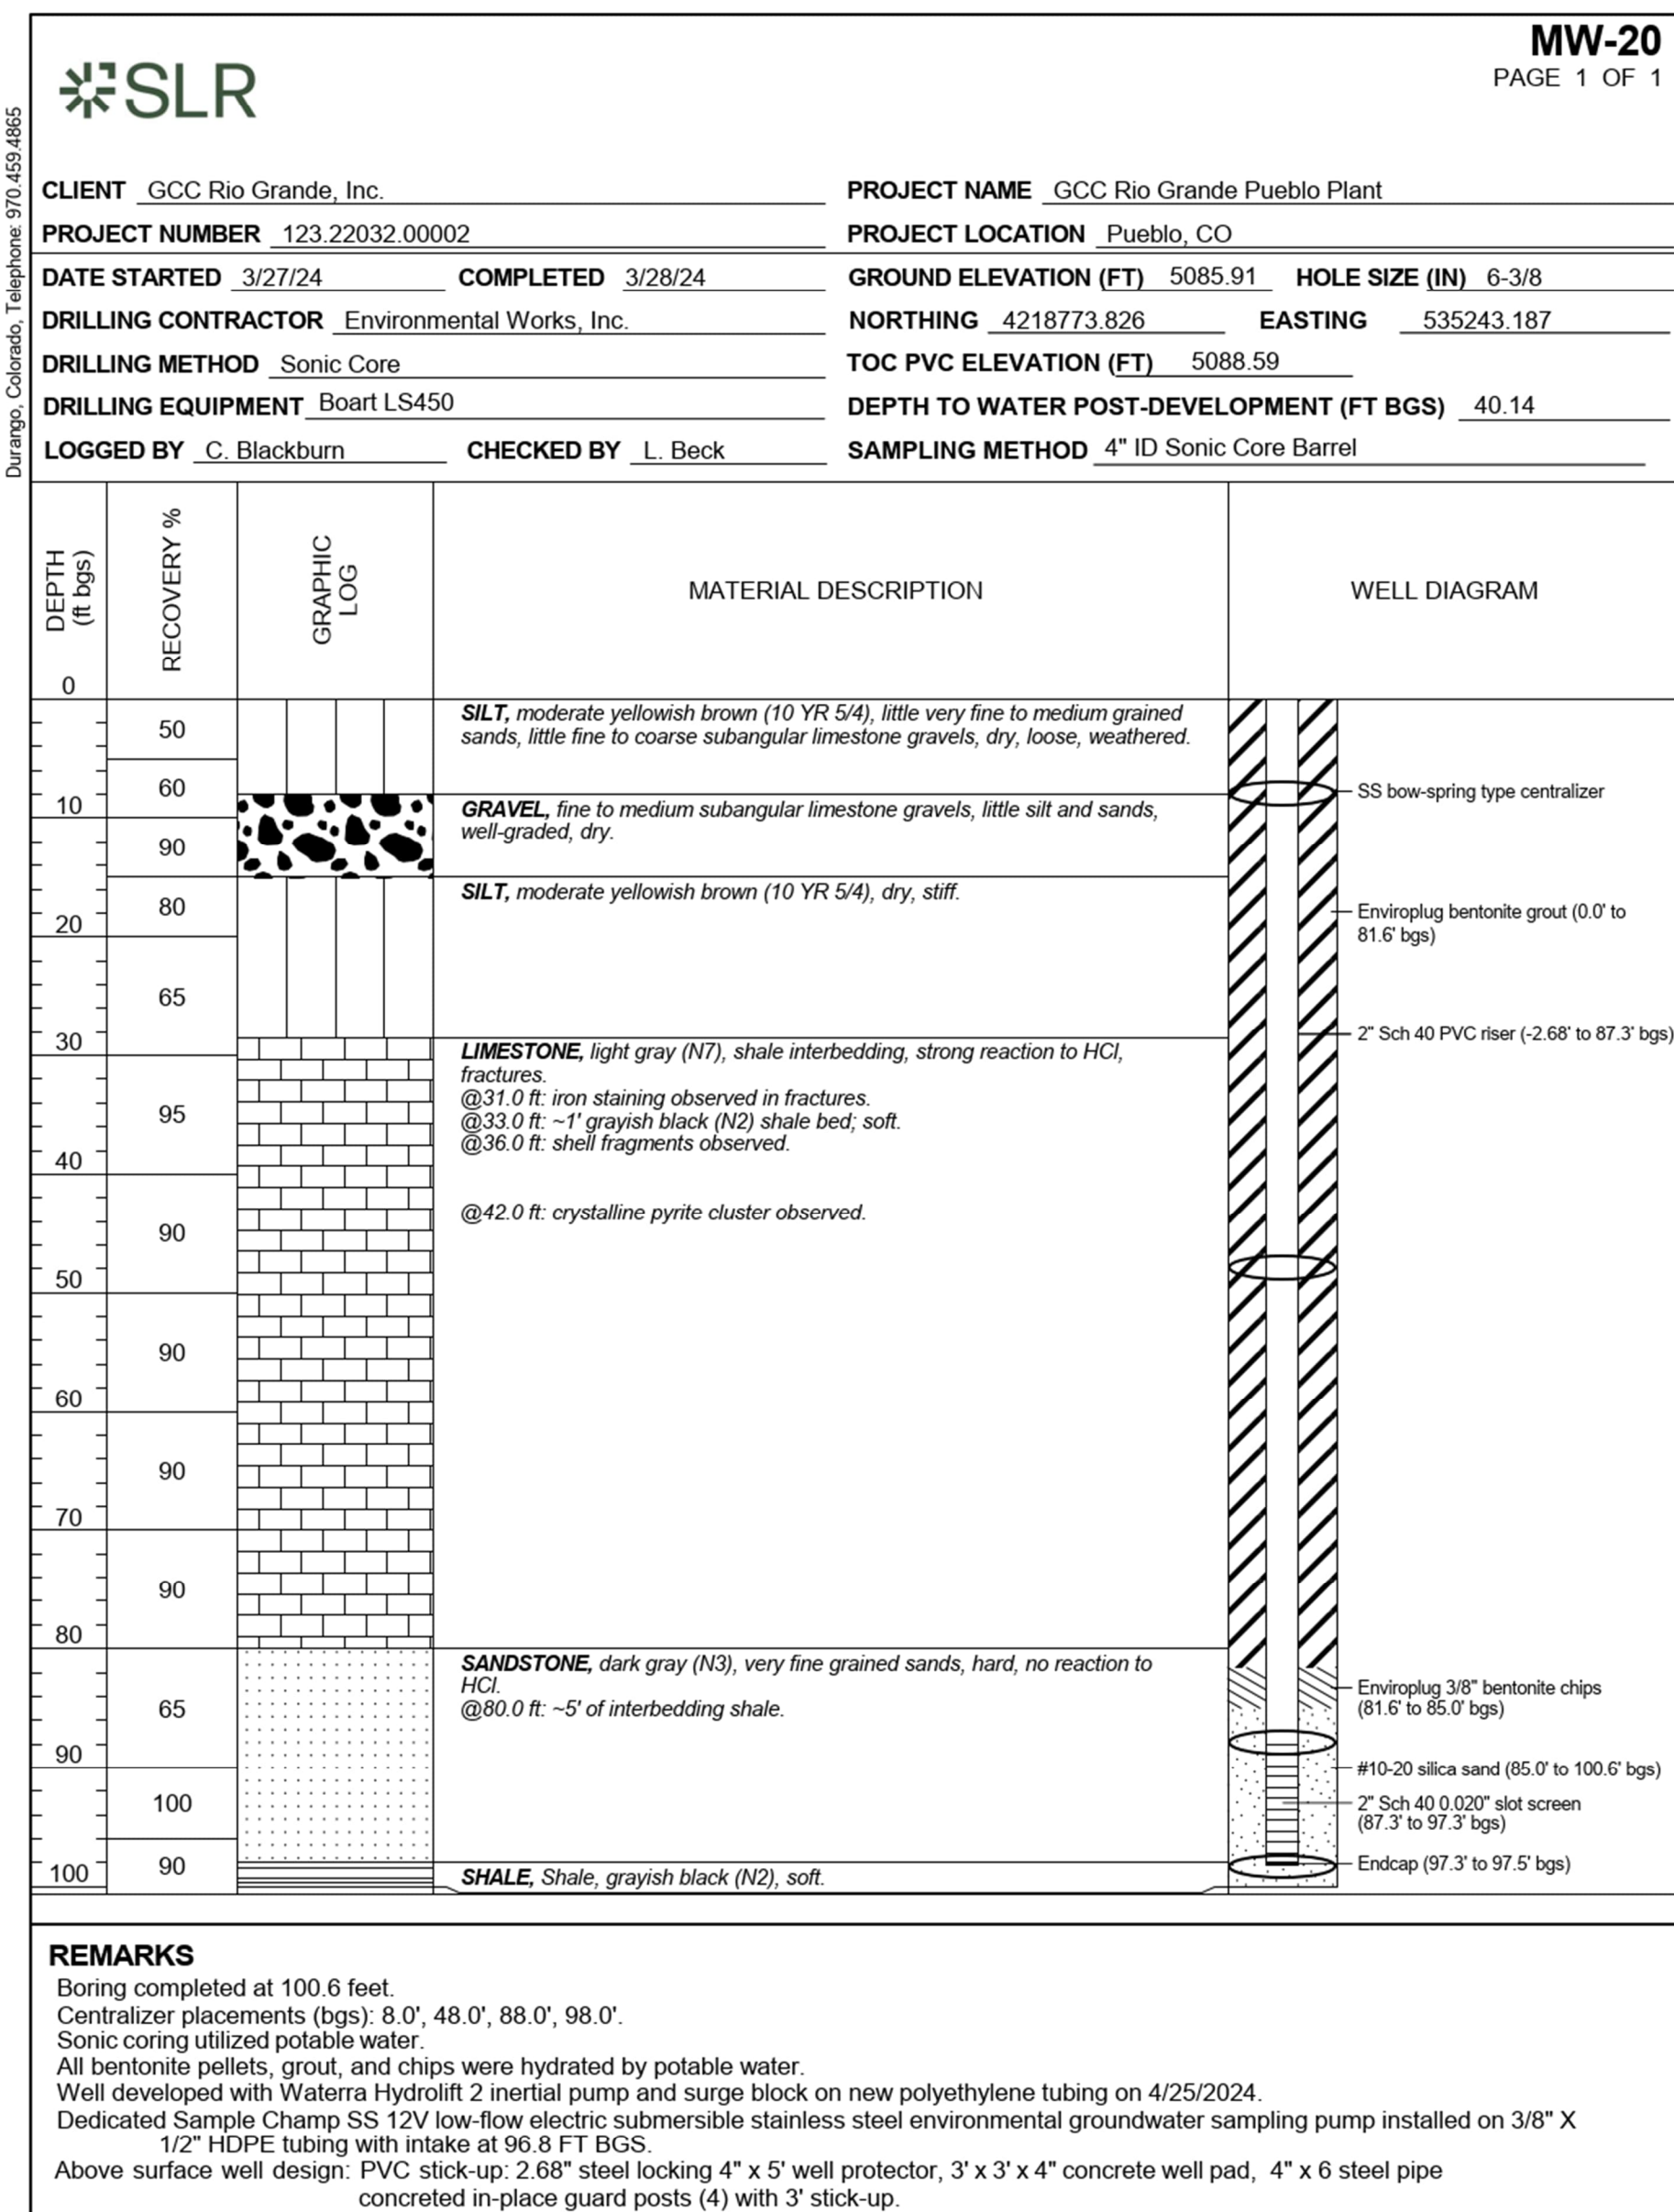 MW-20
PAGE 1 OF 1
SLR
Durango, Colorado, Telephone: 970.459.4865
CLIENT GCC Rio Grande, Inc.
PROJECT NAME GCC Rio Grande Pueblo Plant
PROJECT NUMBER 123.22032.00002
PROJECT LOCATION Pueblo, CO
DATE STARTED 3/27/24 COMPLETED 3/28/24
GROUND ELEVATION (FT) 5085.91 HOLE SIZE (IN) 6-3/8
DRILLING CONTRACTOR Environmental Works, Inc.
NORTHING 4218773.826 EASTING 535243.187
DRILLING METHOD Sonic Core
TOC PVC ELEVATION (FT) 5088.59
DRILLING EQUIPMENT Boart LS450
DEPTH TO WATER POST-DEVELOPMENT (FT BGS) 40.14
LOGGED BY C. Blackburn CHECKED BY L. Beck
SAMPLING METHOD 4" ID Sonic Core Barrel
DEPTH
(ft bgs)
RECOVERY %
GRAPHIC
LOG
MATERIAL DESCRIPTION
WELL DIAGRAM
0
50
SILT, moderate yellowish brown (10 YR 5/4), little very fine to medium grained
sands, little fine to coarse subangular limestone gravels, dry, loose, weathered.
60
SS bow-spring type centralizer
10
GRAVEL, fine to medium subangular limestone gravels, little silt and sands,
well-graded, dry.
90
SILT, moderate yellowish brown (10 YR 5/4), dry, stiff.
80
20
Enviroplug bentonite grout (0.0' to
81.6' bgs)
65
30
2" Sch 40 PVC riser (-2.68' to 87.3' bgs)
LIMESTONE, light gray (N7), shale interbedding, strong reaction to HCl,
fractures.
@31.0 ft: iron staining observed in fractures.
95
@33.0 ft: ~1' grayish black (N2) shale bed; soft.
@36.0 ft: shell fragments observed.
40
@42.0 ft: crystalline pyrite cluster observed.
90
50
90
60
90
70
90
80
SANDSTONE, dark gray (N3), very fine grained sands, hard, no reaction to
HCl.
@80.0 ft: ~5' of interbedding shale.
65
Enviroplug 3/8" bentonite chips
(81.6' to 85.0' bgs)
90
#10-20 silica sand (85.0' to 100.6' bgs)
100
2" Sch 40 0.020" slot screen
(87.3' to 97.3' bgs)
90
Endcap (97.3' to 97.5' bgs)
100
SHALE, Shale, grayish black (N2), soft.
REMARKS
Boring completed at 100.6 feet.
Centralizer placements (bgs): 8.0', 48.0', 88.0', 98.0'.
Sonic coring utilized potable water.
All bentonite pellets, grout, and chips were hydrated by potable water.
Well developed with Waterra Hydrolift 2 inertial pump and surge block on new polyethylene tubing on 4/25/2024.
Dedicated Sample Champ SS 12V low-flow electric submersible stainless steel environmental groundwater sampling pump installed on 3/8" X
1/2" HDPE tubing with intake at 96.8 FT BGS.
Above surface well design: PVC stick-up: 2.68" steel locking 4" x 5' well protector, 3' x 3' x 4" concrete well pad, 4" x 6 steel pipe
concreted in-place guard posts (4) with 3' stick-up.